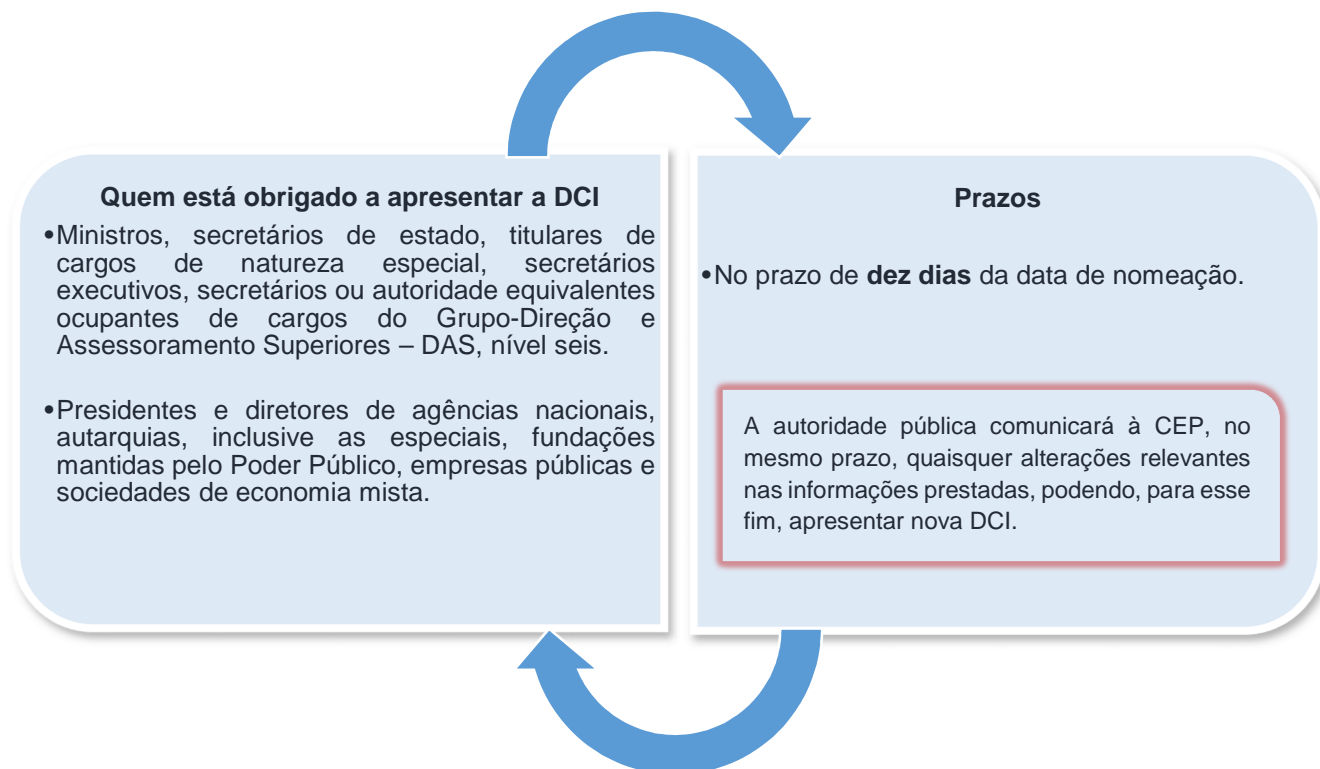 Quem está obrigado a apresentar a DCI
•Ministros, secretários de estado, titulares de
cargos de natureza especial, secretários
executivos, secretários ou autoridade equivalentes
ocupantes de cargos do Grupo-Direção e
Assessoramento Superiores – DAS, nível seis.
•Presidentes e diretores de agências nacionais,
autarquias, inclusive as especiais, fundações
mantidas pelo Poder Público, empresas públicas e
sociedades de economia mista.
Prazos
•No prazo de dez dias da data de nomeação.
A autoridade pública comunicará à CEP, no
mesmo prazo, quaisquer alterações relevantes
nas informações prestadas, podendo, para esse
fim, apresentar nova DCI.